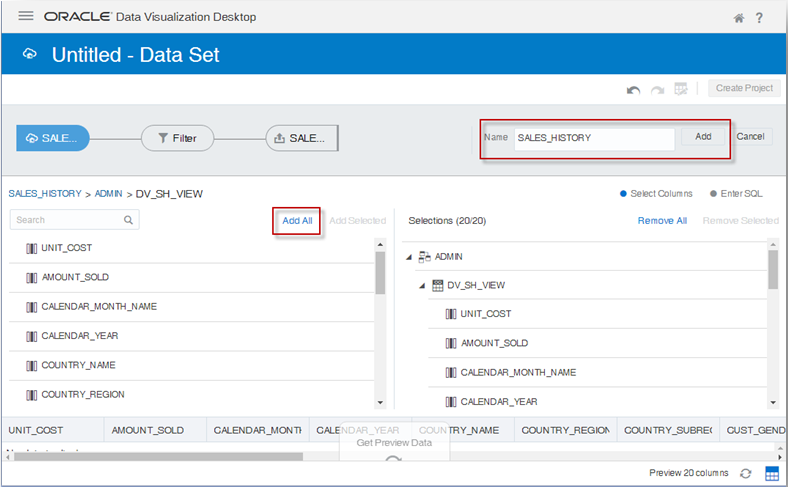 ORACLE Data Visualization Desktop ?
Untitled - Data Set
Create Project
SALE... Filter SALE... Name SALES_HISTORY Add Cancel
SALES_HISTORY > ADMIN > DV_SH_VIEW Select Columns Enter SQL
Search Add All Add Selected Selections (20/20) Remove All Remove Selected
UNIT_COST
AMOUNT_SOLD
CALENDAR_MONTH_NAME
CALENDAR_YEAR
COUNTRY_NAME
COUNTRY_REGION
ADMIN
DV_SH_VIEW
UNIT_COST
AMOUNT_SOLD
CALENDAR_MONTH_NAME
CALENDAR_YEAR
UNIT_COST AMOUNT_SOLD CALENDAR_MONTH CALENDAR_YEAR COUNTRY_NAME COUNTRY_REGION COUNTRY_SUBREG CUST_GEND
Get Preview Data
Preview 20 columns